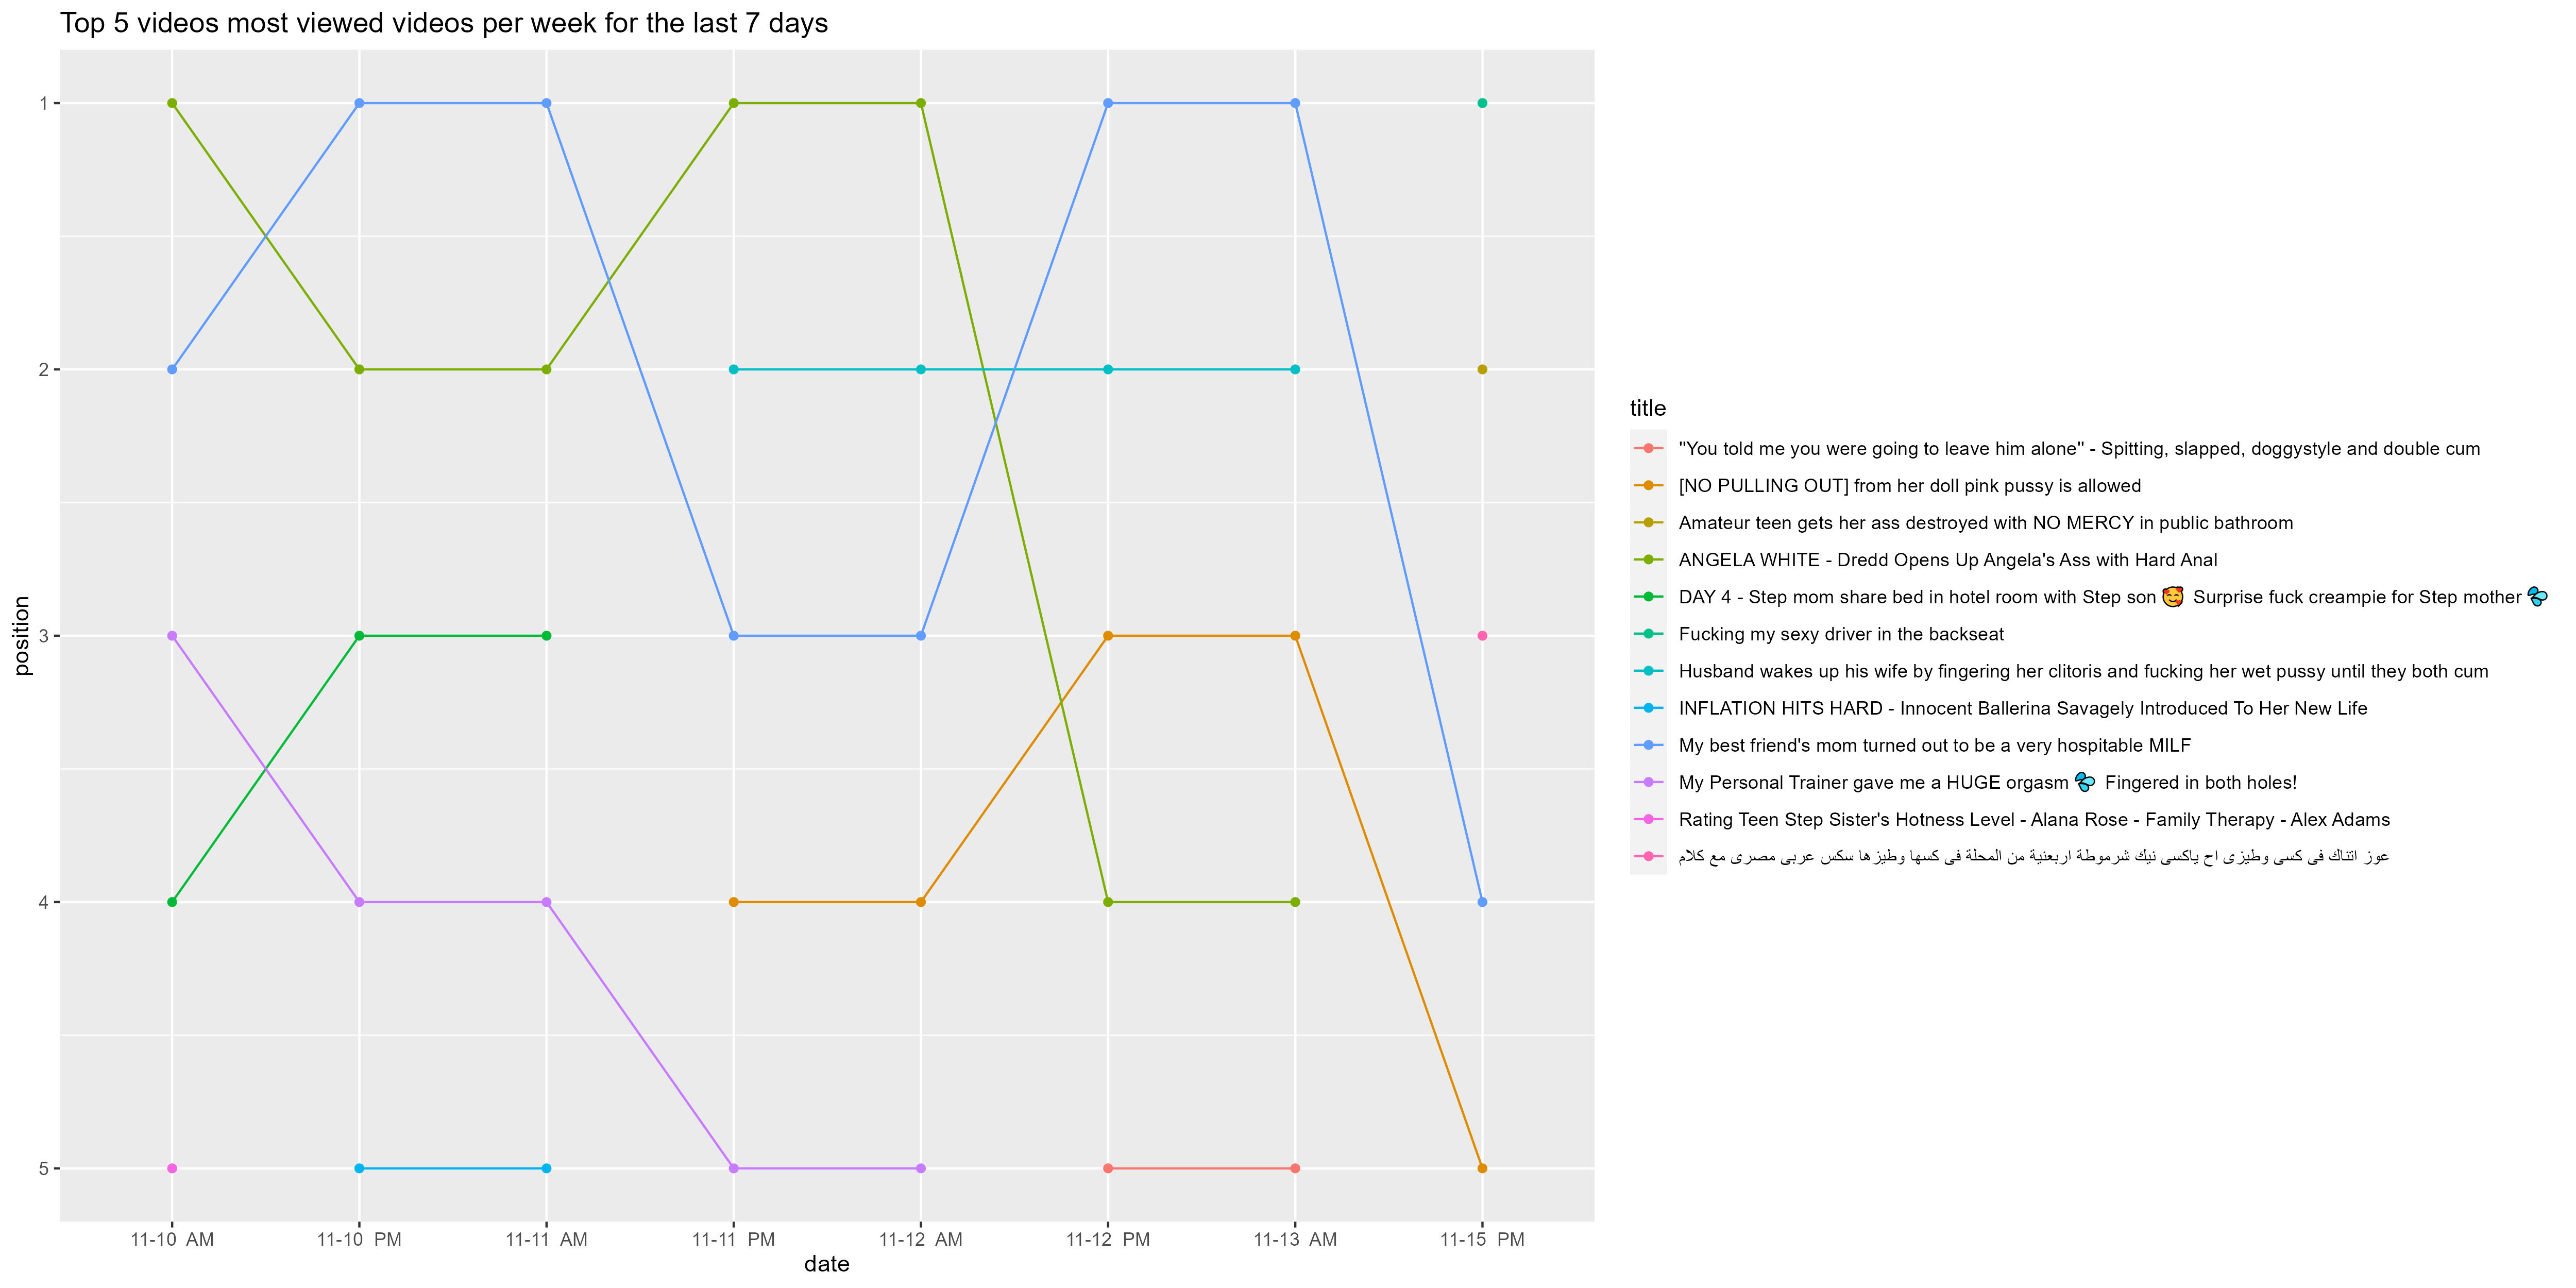 Top 5 videos most viewed videos per week for the last 7 days
1
2
3
4
5
position
11-10 AM
11-10 PM
11-11 AM
11-11 PM
11-12 AM
11-12 PM
11-13 AM
11-15 PM
date
title
"You told me you were going to leave him alone" - Spitting, slapped, doggystyle and double cum
[NO PULLING OUT] from her doll pink pussy is allowed
Amateur teen gets her ass destroyed with NO MERCY in public bathroom
ANGELA WHITE - Dredd Opens Up Angela's Ass with Hard Anal
DAY 4 - Step mom share bed in hotel room with Step son 🥰 Surprise fuck creampie for Step mother 💦
Fucking my sexy driver in the backseat
Husband wakes up his wife by fingering her clitoris and fucking her wet pussy until they both cum
INFLATION HITS HARD - Innocent Ballerina Savagely Introduced To Her New Life
My best friend's mom turned out to be a very hospitable MILF
My Personal Trainer gave me a HUGE orgasm 💦 Fingered in both holes!
Rating Teen Step Sister's Hotness Level - Alana Rose - Family Therapy - Alex Adams
عوز اتناك فى كسى وطيزى اح ياكسى نيك شرموطة اربعنية من المحلة فى كسها وطيزها سكس عربى مصرى مع كلام